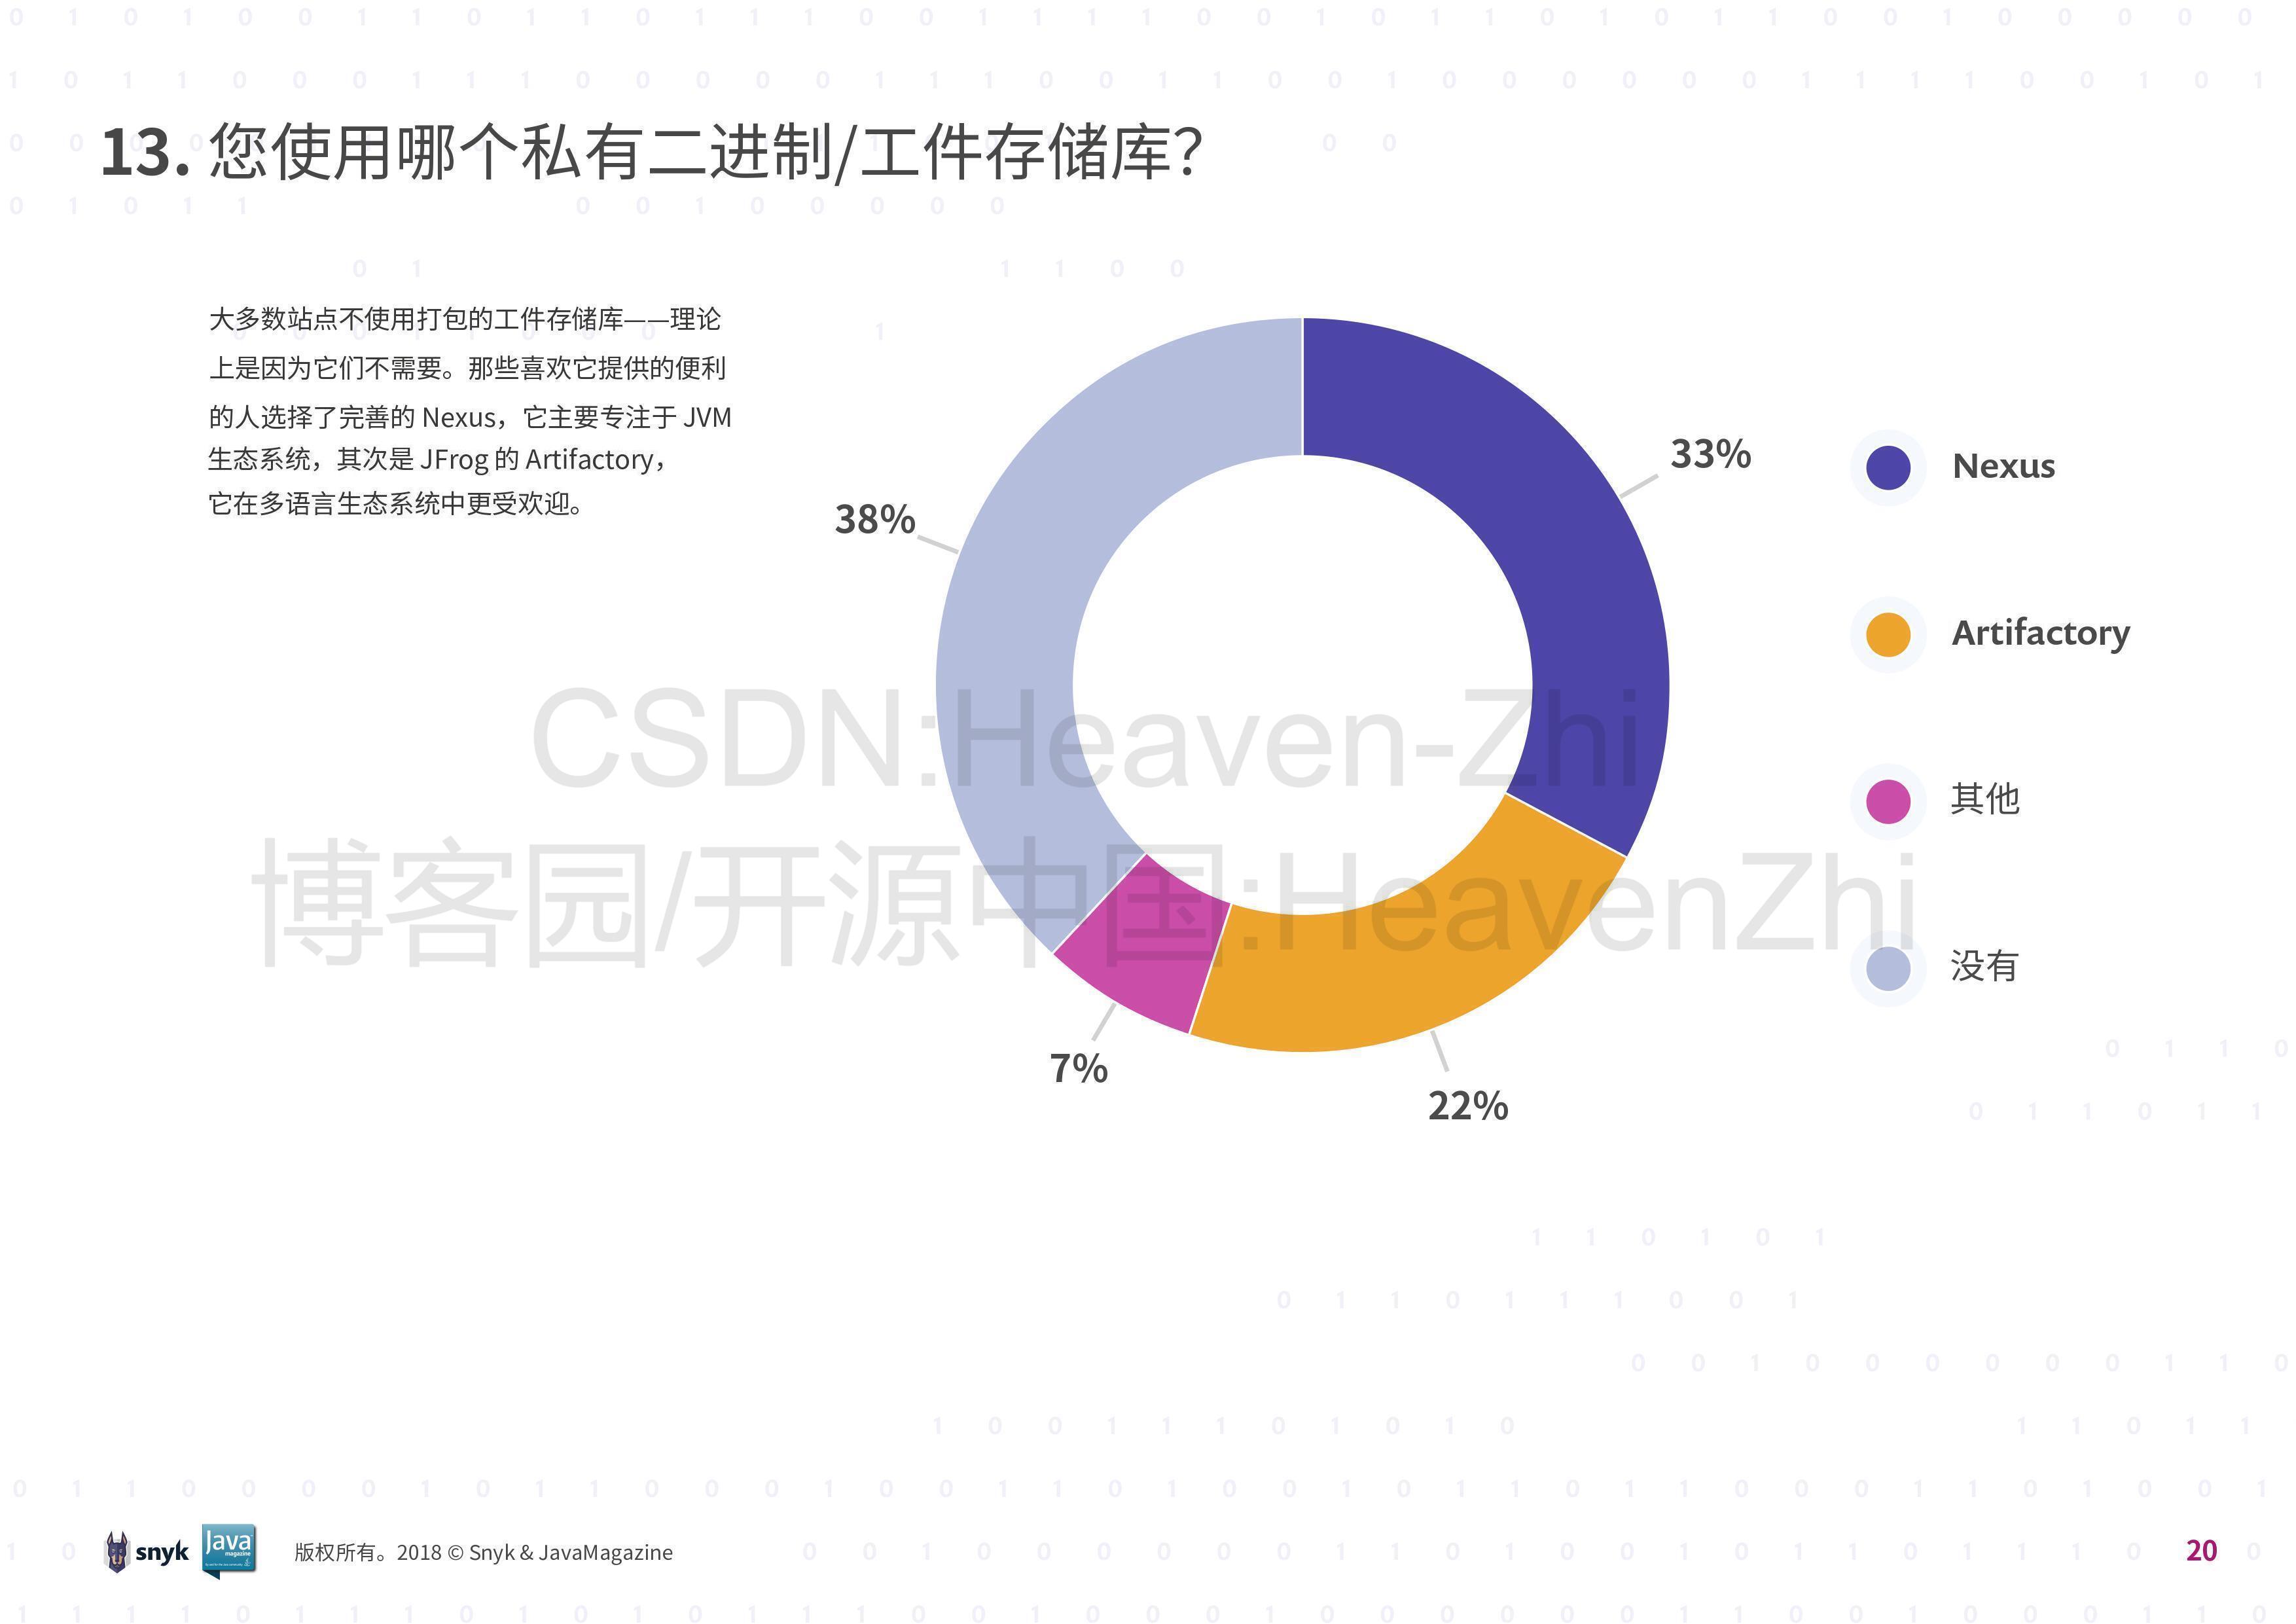 13. 您使用哪个私有二进制/工件存储库？
大多数站点不使用打包的工件存储库——理论
上是因为它们不需要。那些喜欢它提供的便利
的人选择了完善的 Nexus，它主要专注于 JVM
生态系统，其次是 JFrog 的 Artifactory，
它在多语言生态系统中更受欢迎。
33%
38%
7%
22%
Nexus
Artifactory
其他
没有
CSDN:Heaven-Zhi
博客园/开源中国:HeavenZhi
snyk
Java
magazine
版权所有。2018 © Snyk & JavaMagazine
20